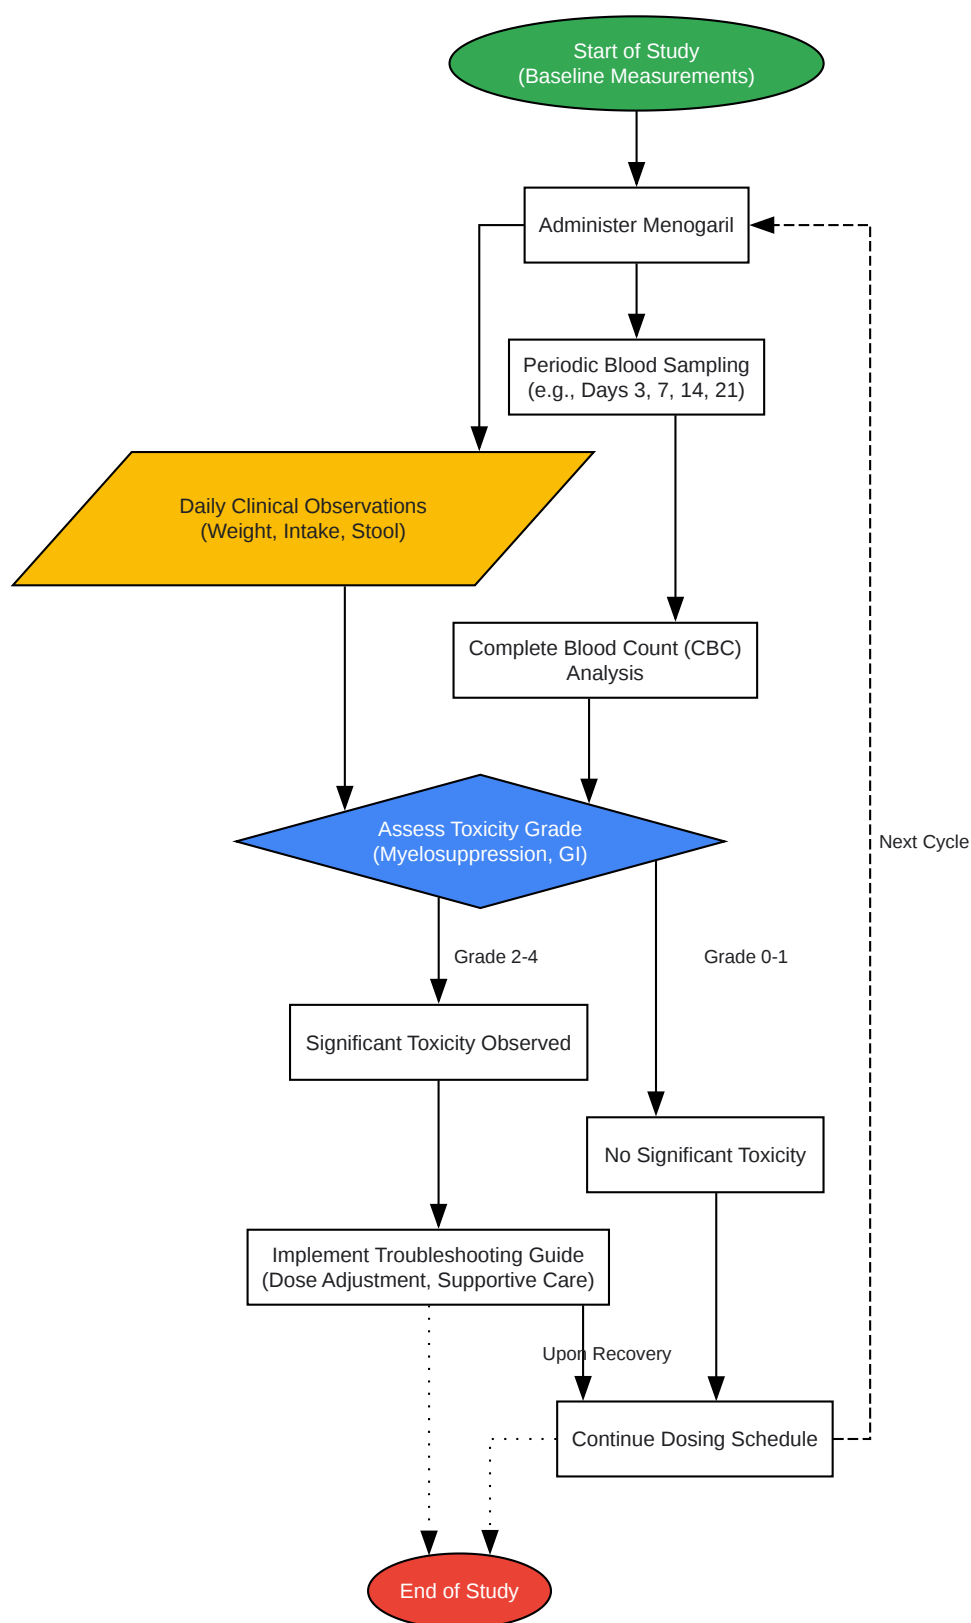 Start of Study
(Baseline Measurements)
Administer Menogaril
Periodic Blood Sampling
(e.g., Days 3, 7, 14, 21)
Daily Clinical Observations
(Weight, Intake, Stool)
Complete Blood Count (CBC)
Analysis
Assess Toxicity Grade
(Myelosuppression, GI)
Next Cycle
Grade 2-4
Grade 0-1
Significant Toxicity Observed
No Significant Toxicity
Implement Troubleshooting Guide
(Dose Adjustment, Supportive Care)
Upon Recovery
Continue Dosing Schedule
End of Study